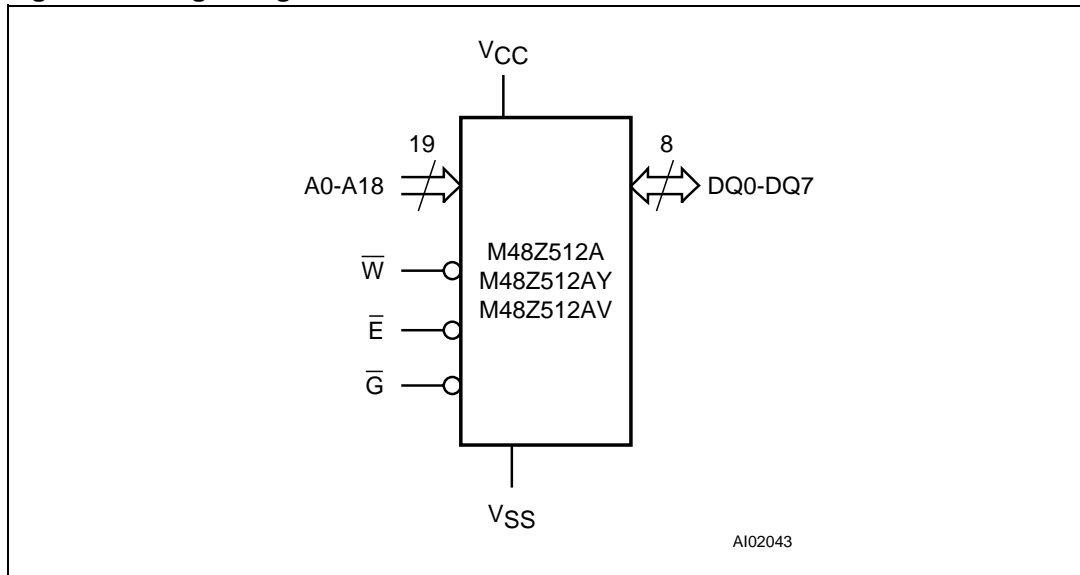 VCC
19
8
A0-A18
DQ0-DQ7
M48Z512A
M48Z512AY
M48Z512AV
W̅
E̅
G̅
VSS
AI02043